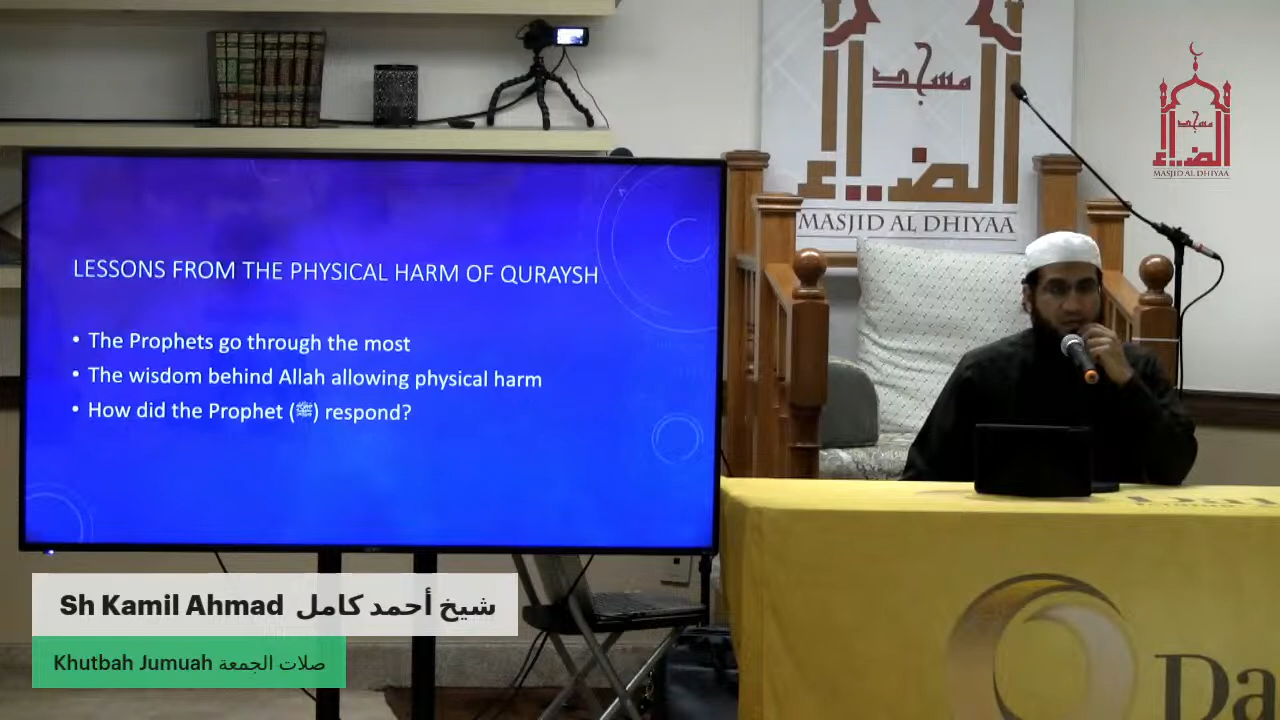 مسجد
الضياء
MASJID AL DHIYAA
مسجد
الضياء
MASJID AL DHIYAA
LESSONS FROM THE PHYSICAL HARM OF QURAYSH
• The Prophets go through the most
• The wisdom behind Allah allowing physical harm
• How did the Prophet (ﷺ) respond?
Sh Kamil Ahmad شيخ أحمد كامل
Khutbah Jumuah صلات الجمعة
Da